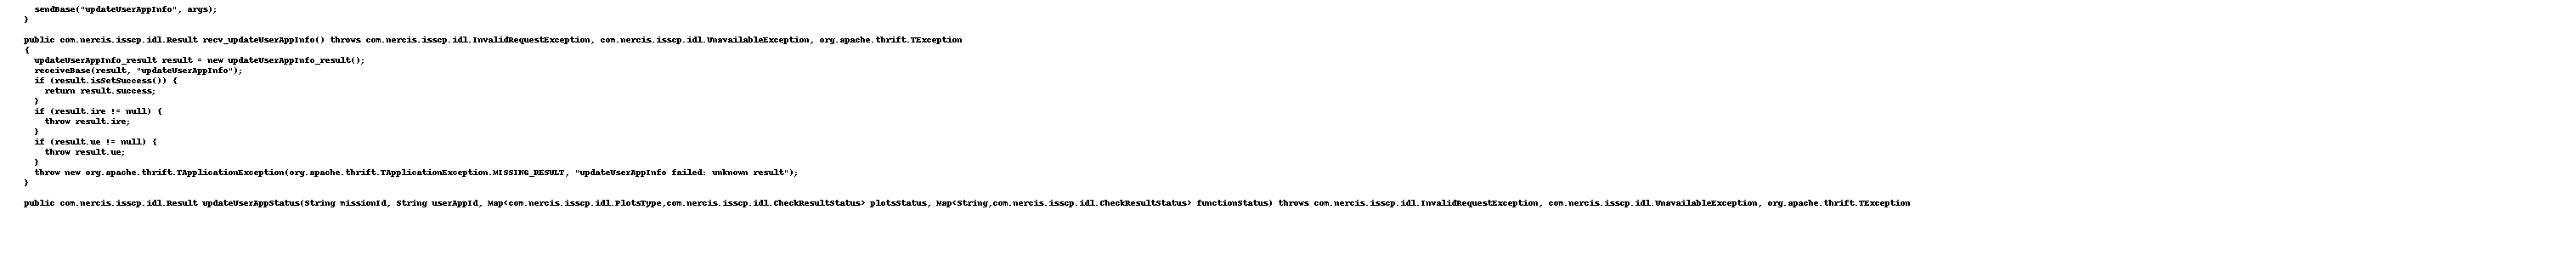 sendBase("updateUserAppInfo", args);
}
public com.nercis.isscp.idl.Result recv_updateUserAppInfo() throws com.nercis.isscp.idl.InvalidRequestException, com.nercis.isscp.idl.UnavailableException, org.apache.thrift.TException
{
updateUserAppInfo_result result = new updateUserAppInfo_result();
receiveBase(result, "updateUserAppInfo");
if (result.isSetSuccess()) {
return result.success;
}
if (result.ire != null) {
throw result.ire;
}
if (result.ue != null) {
throw result.ue;
}
throw new org.apache.thrift.TApplicationException(org.apache.thrift.TApplicationException.MISSING_RESULT, "updateUserAppInfo failed: unknown result");
}
public com.nercis.isscp.idl.Result updateUserAppStatus(String missionId, String userAppId, Map<com.nercis.isscp.idl.PlotsType,com.nercis.isscp.idl.CheckResultStatus> plotsStatus, Map<String,com.nercis.isscp.idl.CheckResultStatus> functionStatus) throws com.nercis.isscp.idl.InvalidRequestException, com.nercis.isscp.idl.UnavailableException, org.apache.thrift.TException